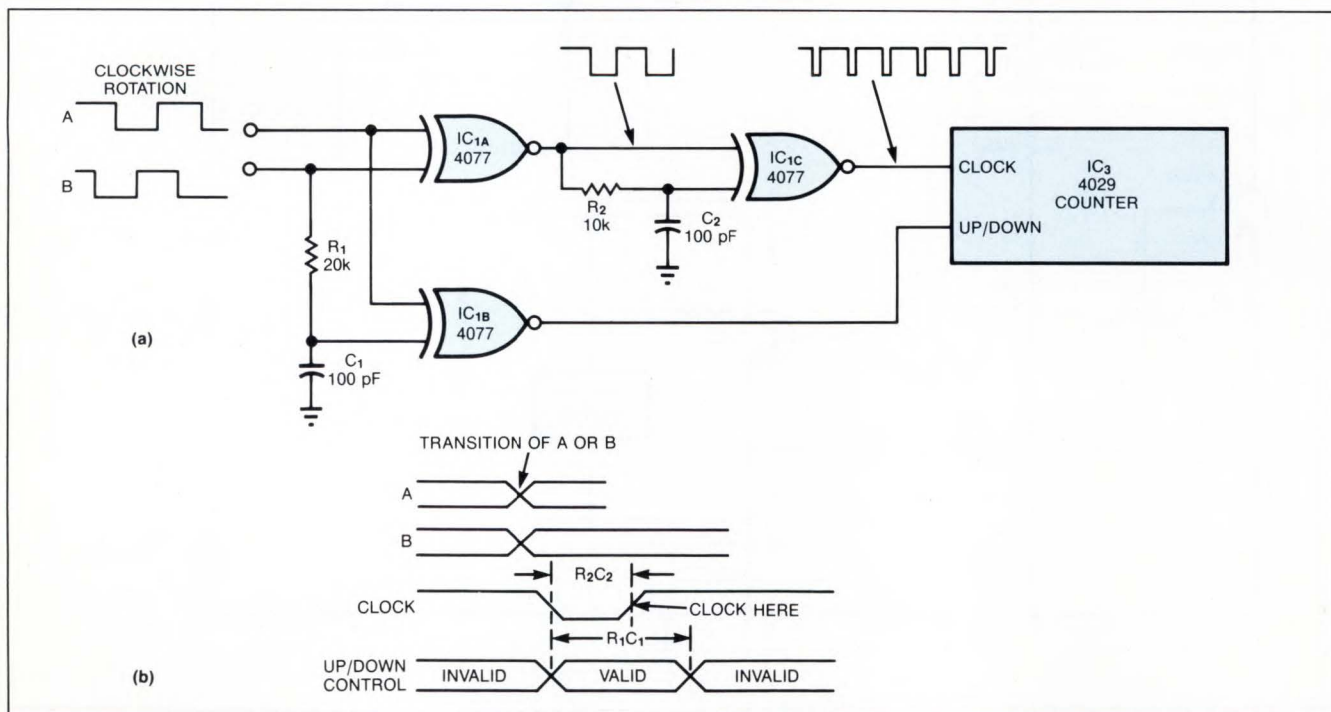 CLOCKWISE
ROTATION
A
B
IC1A
4077
R1
20k
C1
100 pF
IC1B
4077
R2
10k
C2
100 pF
IC1C
4077
CLOCK
UP/DOWN
IC3
4029
COUNTER
(a)
TRANSITION OF A OR B
A
B
R2C2
CLOCK
CLOCK HERE
R1C1
UP/DOWN
CONTROL
INVALID
VALID
INVALID
(b)